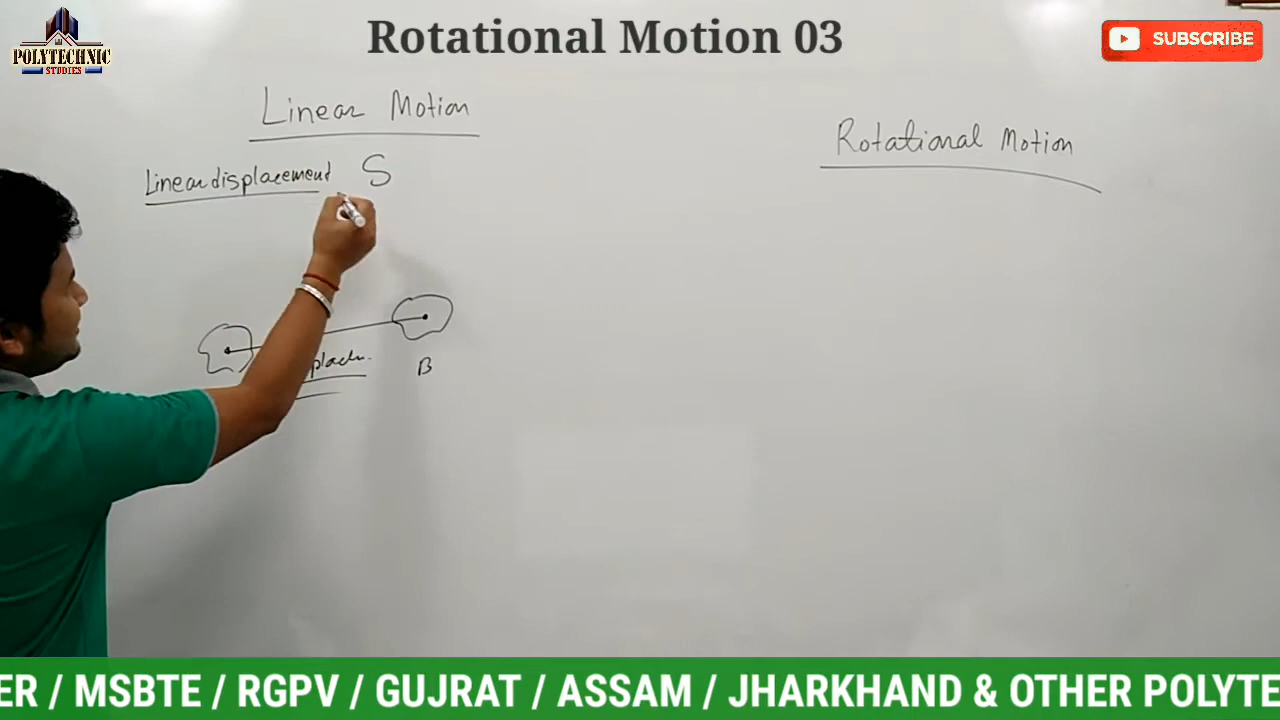 Rotational Motion 03
POLYTECHNIC
STUDIES
SUBSCRIBE
Linear Motion
Rotational Motion
Linear displacement S
B
ER / MSBTE / RGPV / GUJRAT / ASSAM / JHARKHAND & OTHER POLYTE